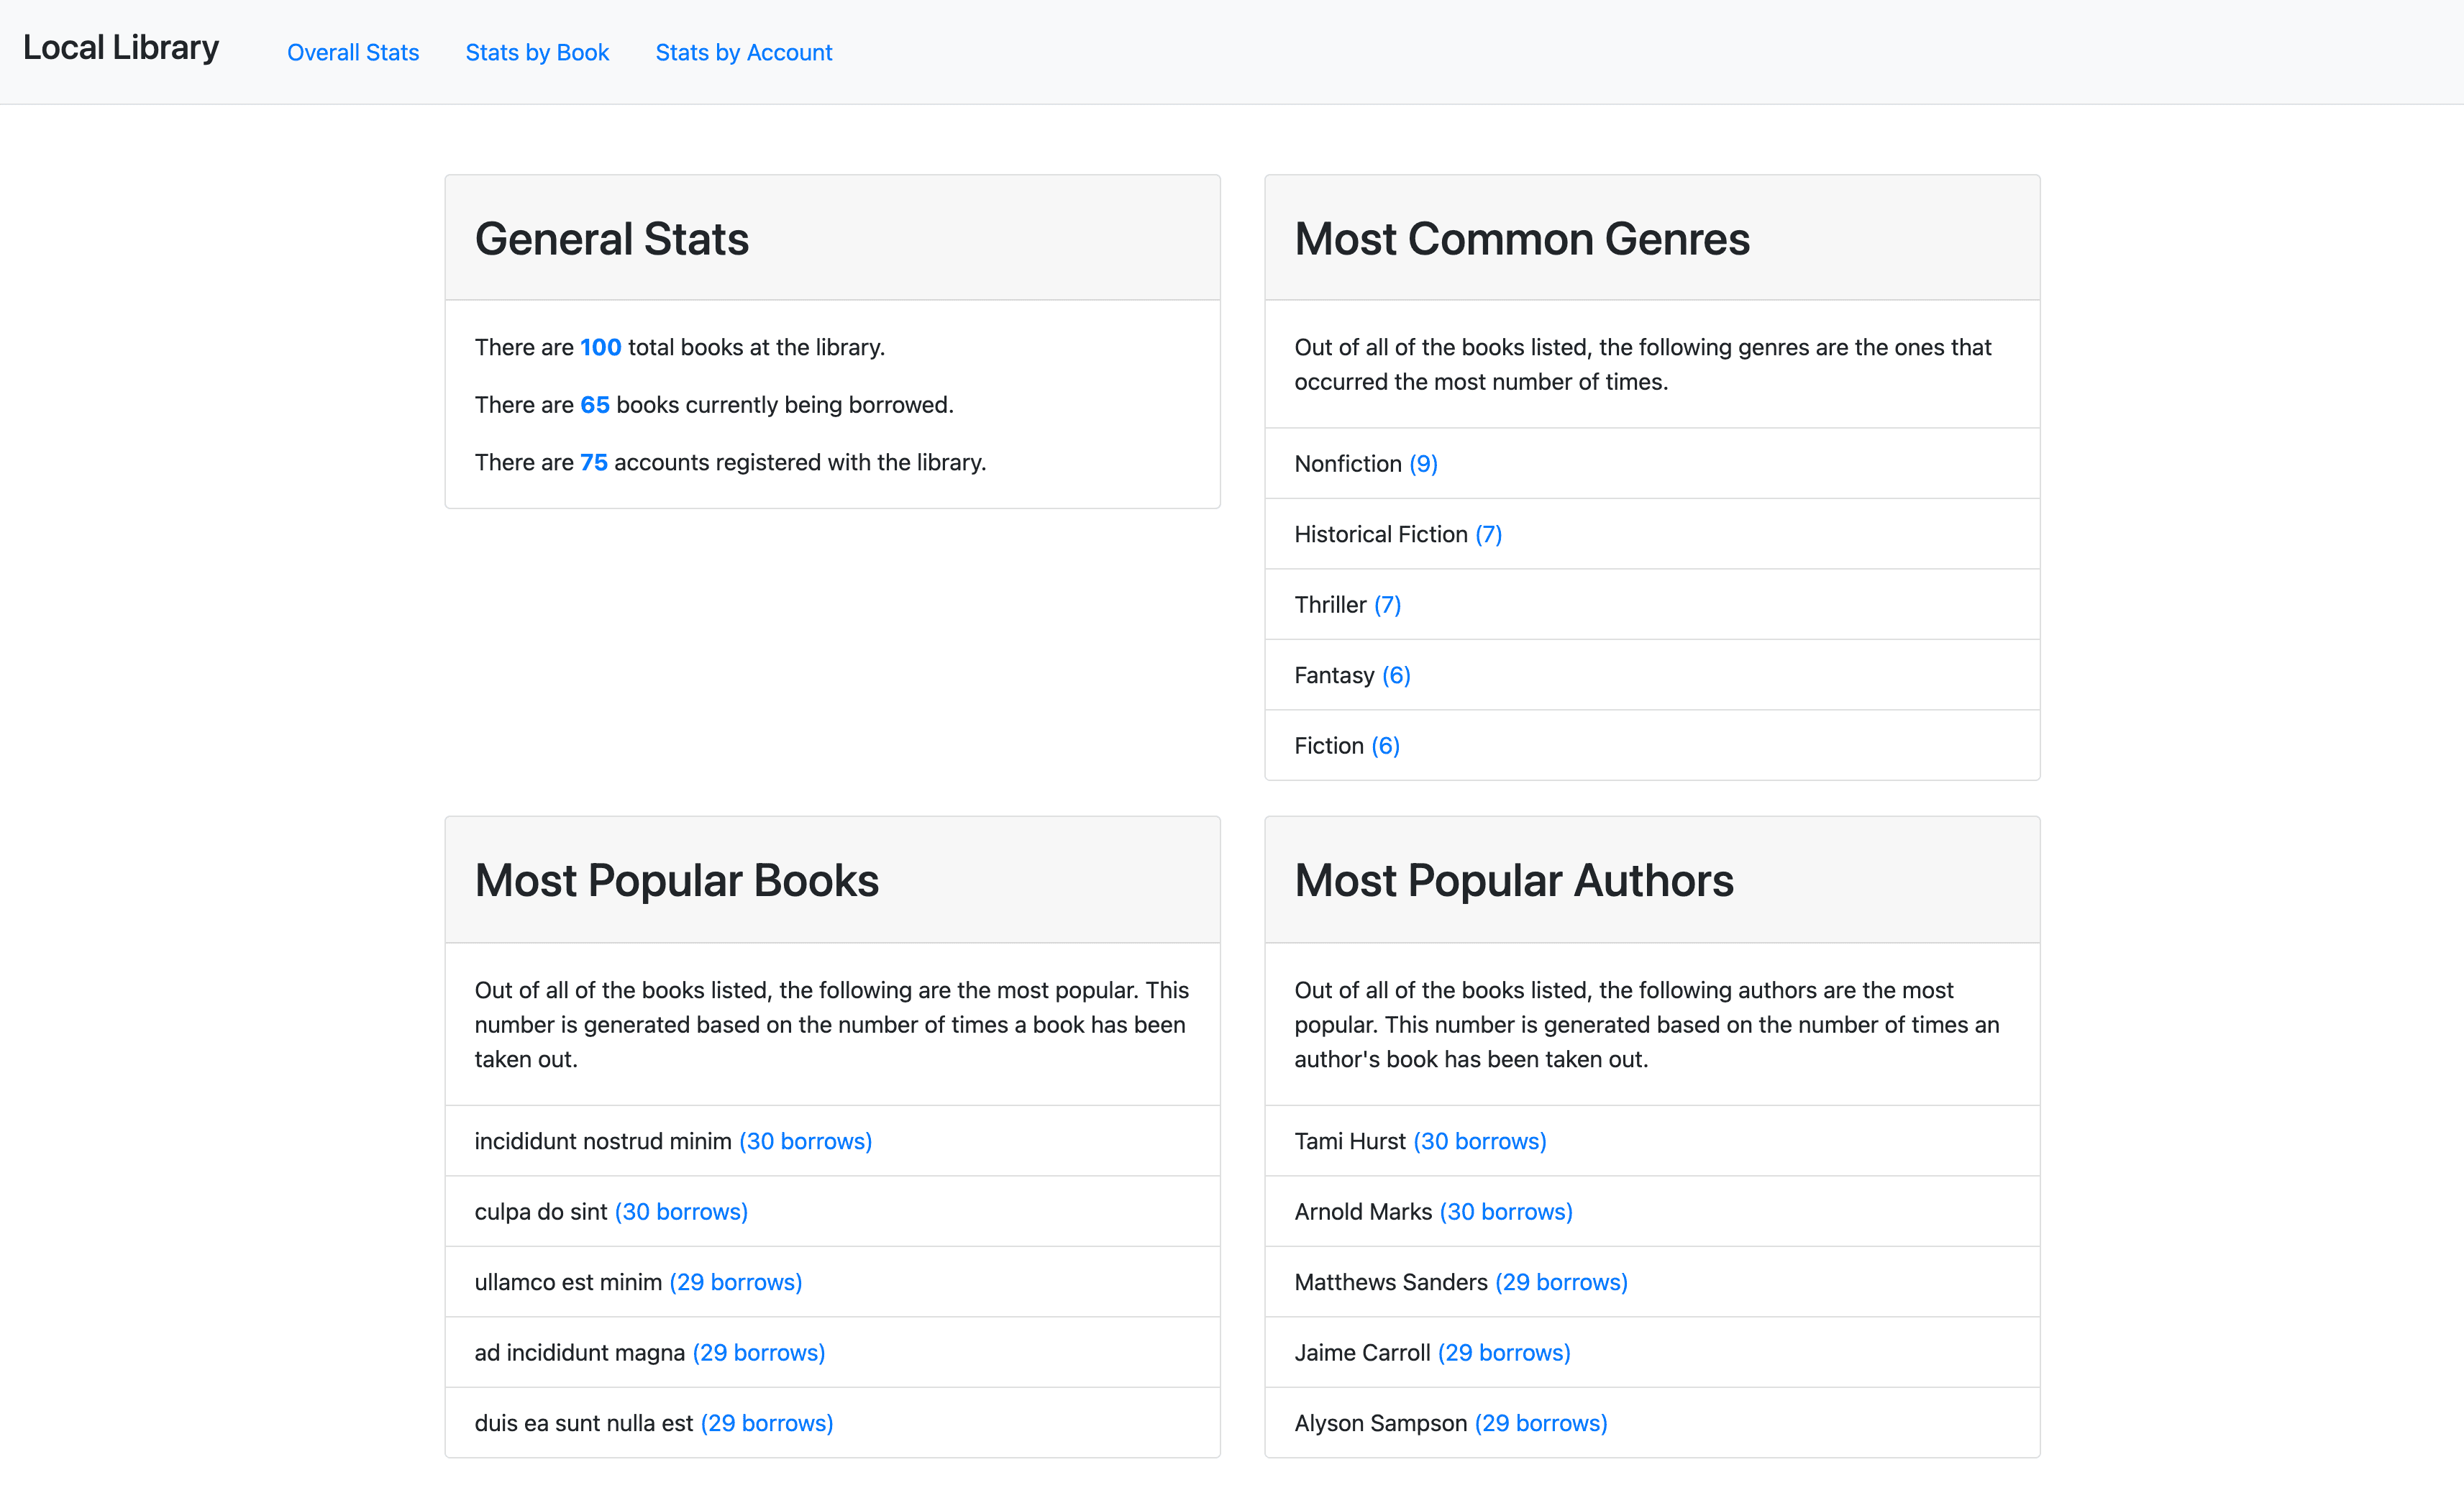 Local Library
Overall Stats
Stats by Book
Stats by Account
General Stats
There are 100 total books at the library.
There are 65 books currently being borrowed.
There are 75 accounts registered with the library.
Most Common Genres
Out of all of the books listed, the following genres are the ones that
occurred the most number of times.
Nonfiction (9)
Historical Fiction (7)
Thriller (7)
Fantasy (6)
Fiction (6)
Most Popular Books
Out of all of the books listed, the following are the most popular. This
number is generated based on the number of times a book has been
taken out.
incididunt nostrud minim (30 borrows)
culpa do sint (30 borrows)
ullamco est minim (29 borrows)
ad incididunt magna (29 borrows)
duis ea sunt nulla est (29 borrows)
Most Popular Authors
Out of all of the books listed, the following authors are the most
popular. This number is generated based on the number of times an
author's book has been taken out.
Tami Hurst (30 borrows)
Arnold Marks (30 borrows)
Matthews Sanders (29 borrows)
Jaime Carroll (29 borrows)
Alyson Sampson (29 borrows)